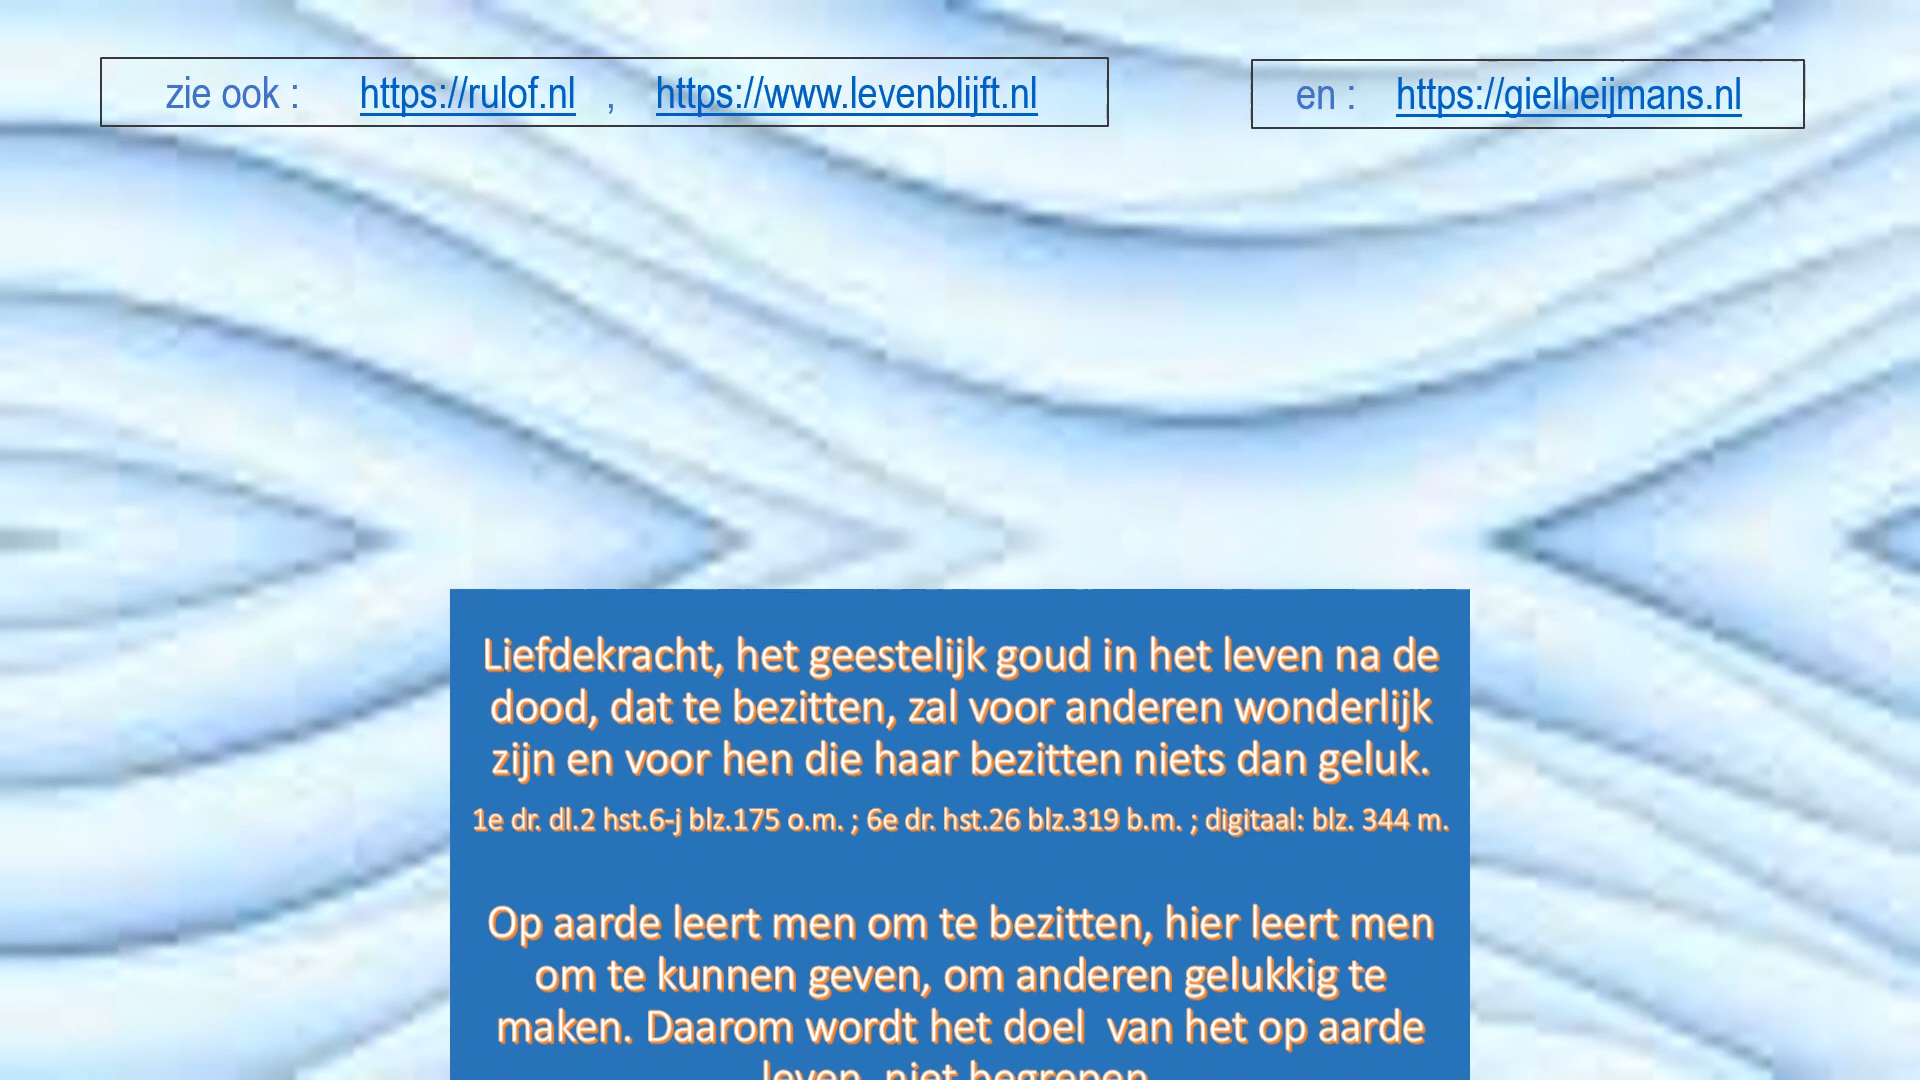 zie ook : https://rulof.nl , https://www.levenblijft.nl
en : https://gielheijmans.nl
Liefdekracht, het geestelijk goud in het leven na de
dood, dat te bezitten, zal voor anderen wonderlijk
zijn en voor hen die haar bezitten niets dan geluk.
1e dr. dl.2 hst.6-j blz.175 o.m. ; 6e dr. hst.26 blz.319 b.m. ; digitaal: blz. 344 m.
Op aarde leert men om te bezitten, hier leert men
om te kunnen geven, om anderen gelukkig te
maken. Daarom wordt het doel van het op aarde
leven, niet begrepen.